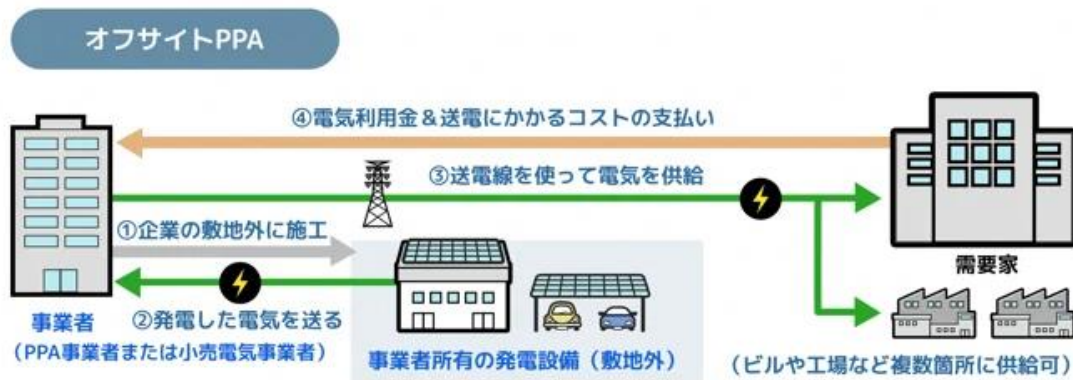 オフサイトPPA
④電気利用金＆送電にかかるコストの支払い
③送電線を使って電気を供給
①企業の敷地外に施工
需要家
事業者
②発電した電気を送る
（PPA事業者または小売電気事業者）
事業者所有の発電設備（敷地外）
（ビルや工場など複数箇所に供給可）